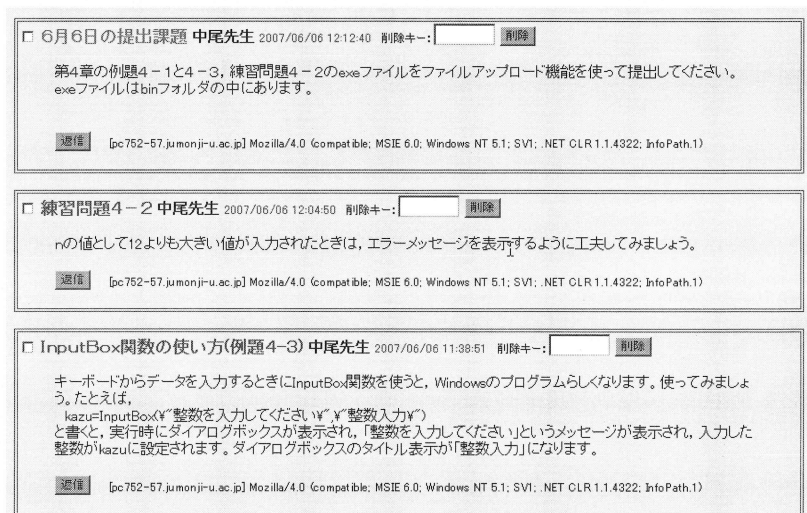 □ 6月6日の提出課題 中尾先生 2007/06/06 12:12:40 削除キー: 削除
第4章の例題4－1と4－3,練習問題4－2のexeファイルをファイルアップロード機能を使って提出してください。
exeファイルはbinフォルダの中にあります。
返信 [pc752-57.jumonji-u.ac.jp] Mozilla/4.0 (compatible; MSIE 6.0; Windows NT 5.1; SV1; .NET CLR 1.1.4322; InfoPath.1)
□ 練習問題4－2 中尾先生 2007/06/06 12:04:50 削除キー: 削除
nの値として12よりも大きい値が入力されたときは,エラーメッセージを表示するように工夫してみましょう。
返信 [pc752-57.jumonji-u.ac.jp] Mozilla/4.0 (compatible; MSIE 6.0; Windows NT 5.1; SV1; .NET CLR 1.1.4322; InfoPath.1)
□ InputBox関数の使い方(例題4-3) 中尾先生 2007/06/06 11:38:51 削除キー: 削除
キーボードからデータを入力するときにInputBox関数を使うと,Windowsのプログラムらしくなります。使ってみましょ
う。たとえば,
kazu=InputBox(¥"整数を入力してください¥",¥"整数入力¥")
と書くと,実行時にダイアログボックスが表示され,「整数を入力してください」というメッセージが表示され,入力した
整数がkazuに設定されます。ダイアログボックスのタイトル表示が「整数入力」になります。
返信 [pc752-57.jumonji-u.ac.jp] Mozilla/4.0 (compatible; MSIE 6.0; Windows NT 5.1; SV1; .NET CLR 1.1.4322; InfoPath.1)